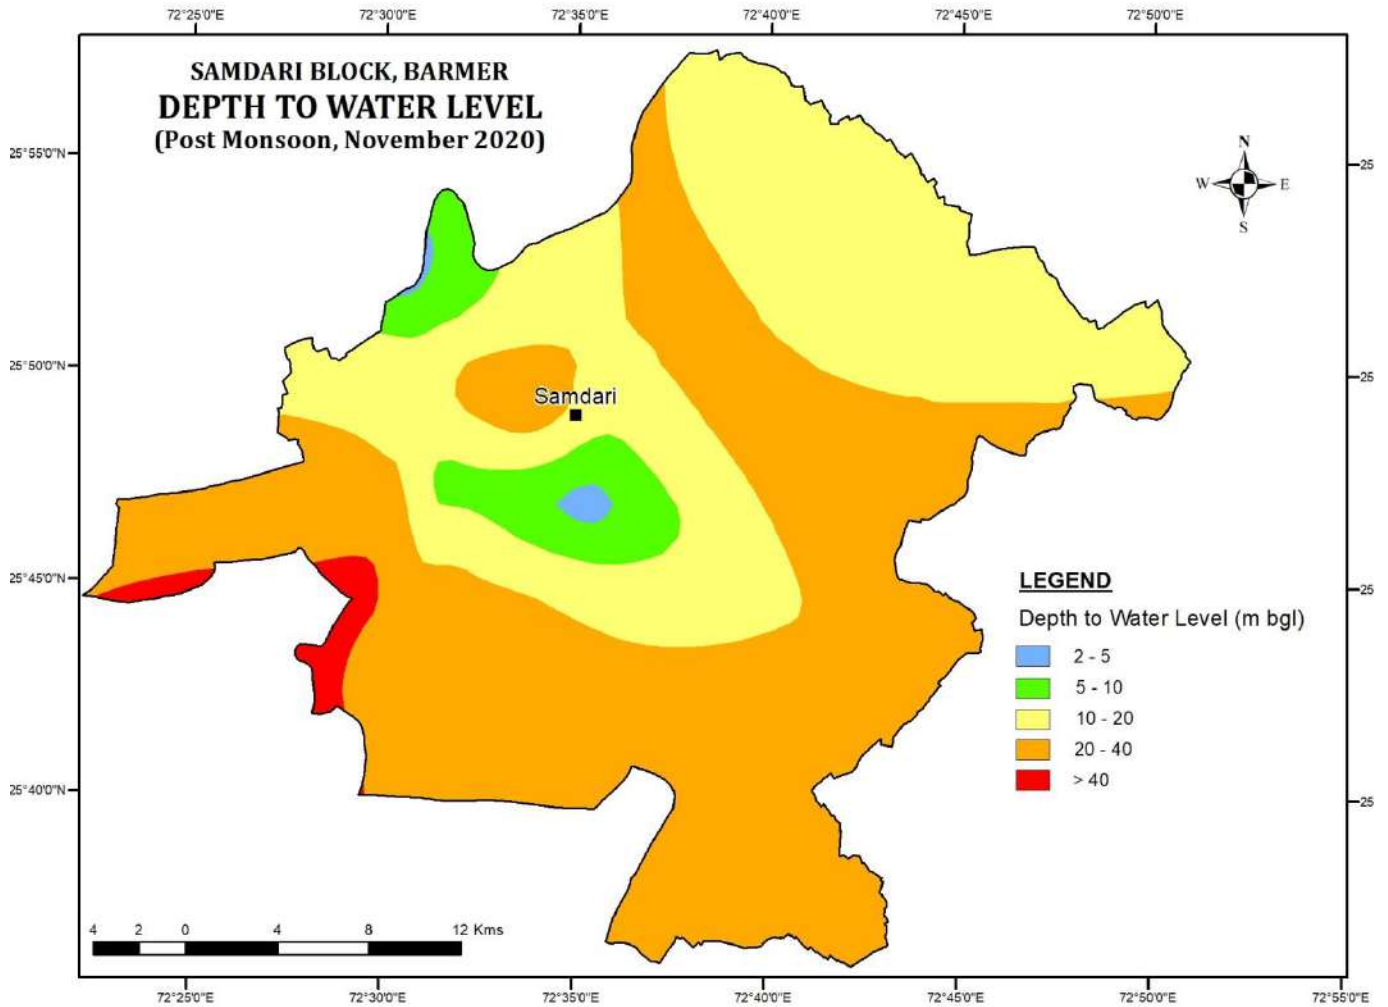 72°25'0"E 72°30'0"E 72°35'0"E 72°40'0"E 72°45'0"E 72°50'0"E
SAMDARI BLOCK, BARMER
DEPTH TO WATER LEVEL
(Post Monsoon, November 2020)
25°55'0"N
25
N
W E
S
25°50'0"N
25
Samdari
25°45'0"N
25
LEGEND
Depth to Water Level (m bgl)
2 - 5
5 - 10
10 - 20
20 - 40
> 40
25°40'0"N
25
4 2 0 4 8 12 Kms
72°25'0"E 72°30'0"E 72°35'0"E 72°40'0"E 72°45'0"E 72°50'0"E 72°55'0"E